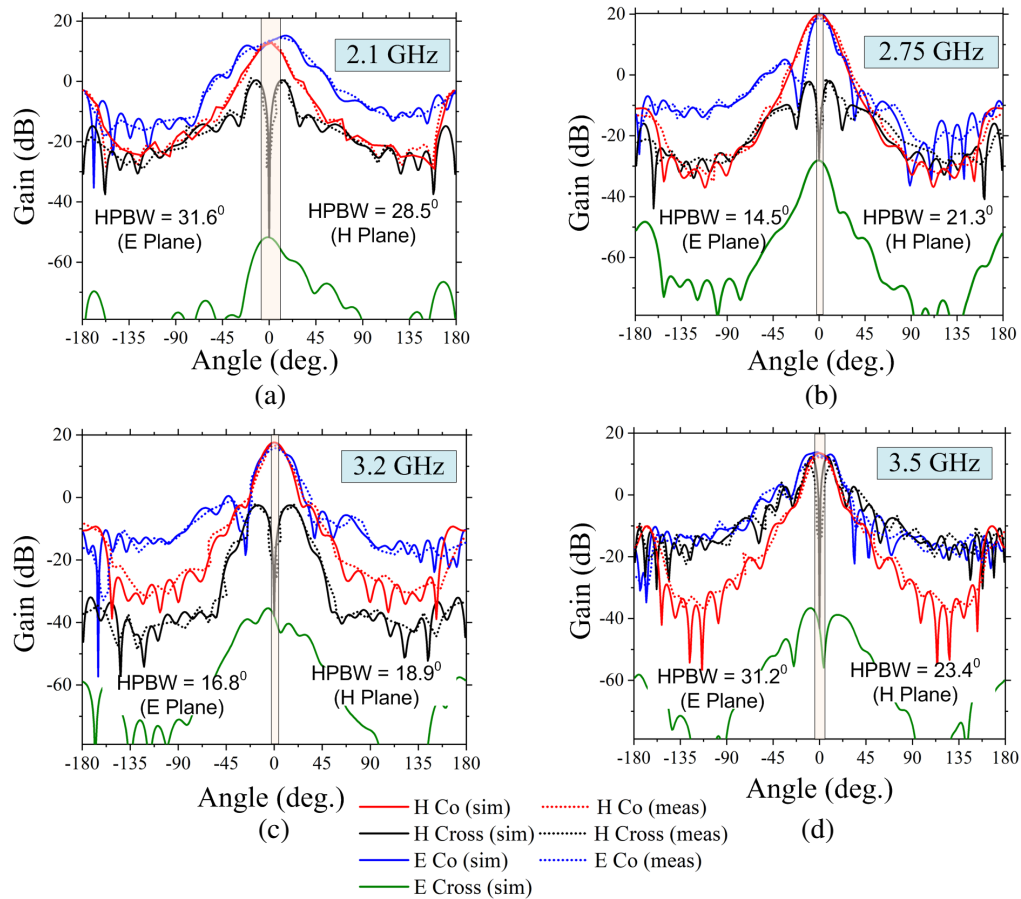 2.1 GHz
20
0
-20
-40
-60
Gain (dB)
HPBW = 31.6⁰
(E Plane)
HPBW = 28.5⁰
(H Plane)
-180 -135 -90 -45 0 45 90 135 180
Angle (deg.)
(a)
2.75 GHz
20
0
-20
-40
-60
Gain (dB)
HPBW = 14.5⁰
(E Plane)
HPBW = 21.3⁰
(H Plane)
-180 -135 -90 -45 0 45 90 135 180
Angle (deg.)
(b)
3.2 GHz
20
0
-20
-40
-60
Gain (dB)
HPBW = 16.8⁰
(E Plane)
HPBW = 18.9⁰
(H Plane)
-180 -135 -90 -45 0 45 90 135 180
Angle (deg.)
(c)
3.5 GHz
20
0
-20
-40
-60
Gain (dB)
HPBW = 31.2⁰
(E Plane)
HPBW = 23.4⁰
(H Plane)
-180 -135 -90 -45 0 45 90 135 180
Angle (deg.)
(d)
H Co (sim) H Co (meas)
H Cross (sim) H Cross (meas)
E Co (sim) E Co (meas)
E Cross (sim)